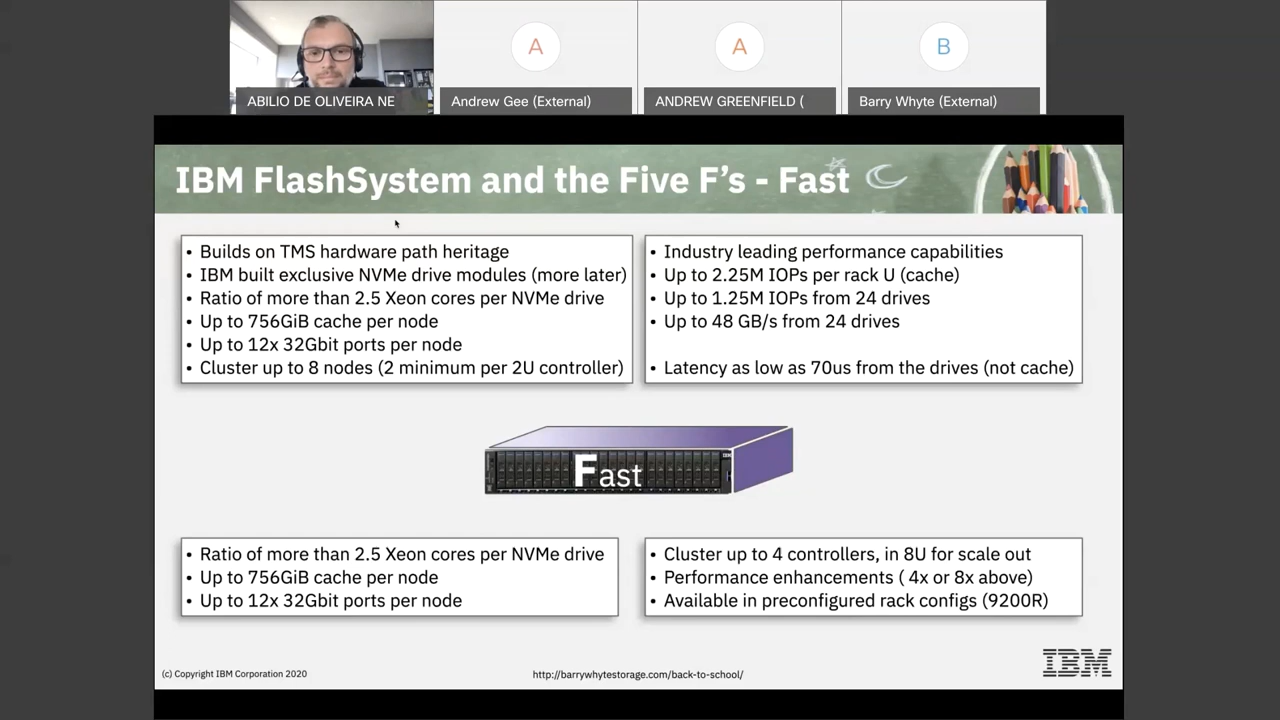 ABILIO DE OLIVEIRA NE
A
Andrew Gee (External)
A
ANDREW GREENFIELD (
B
Barry Whyte (External)
IBM FlashSystem and the Five F's - Fast
• Builds on TMS hardware path heritage
• IBM built exclusive NVMe drive modules (more later)
• Ratio of more than 2.5 Xeon cores per NVMe drive
• Up to 756GiB cache per node
• Up to 12x 32Gbit ports per node
• Cluster up to 8 nodes (2 minimum per 2U controller)
• Industry leading performance capabilities
• Up to 2.25M IOPs per rack U (cache)
• Up to 1.25M IOPs from 24 drives
• Up to 48 GB/s from 24 drives
• Latency as low as 70us from the drives (not cache)
IBM
Fast
• Ratio of more than 2.5 Xeon cores per NVMe drive
• Up to 756GiB cache per node
• Up to 12x 32Gbit ports per node
• Cluster up to 4 controllers, in 8U for scale out
• Performance enhancements ( 4x or 8x above)
• Available in preconfigured rack configs (9200R)
(c) Copyright IBM Corporation 2020
http://barrywhytestorage.com/back-to-school/
IBM